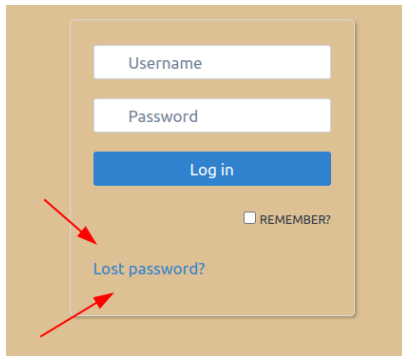 Username
Password
Log in
REMEMBER?
Lost password?